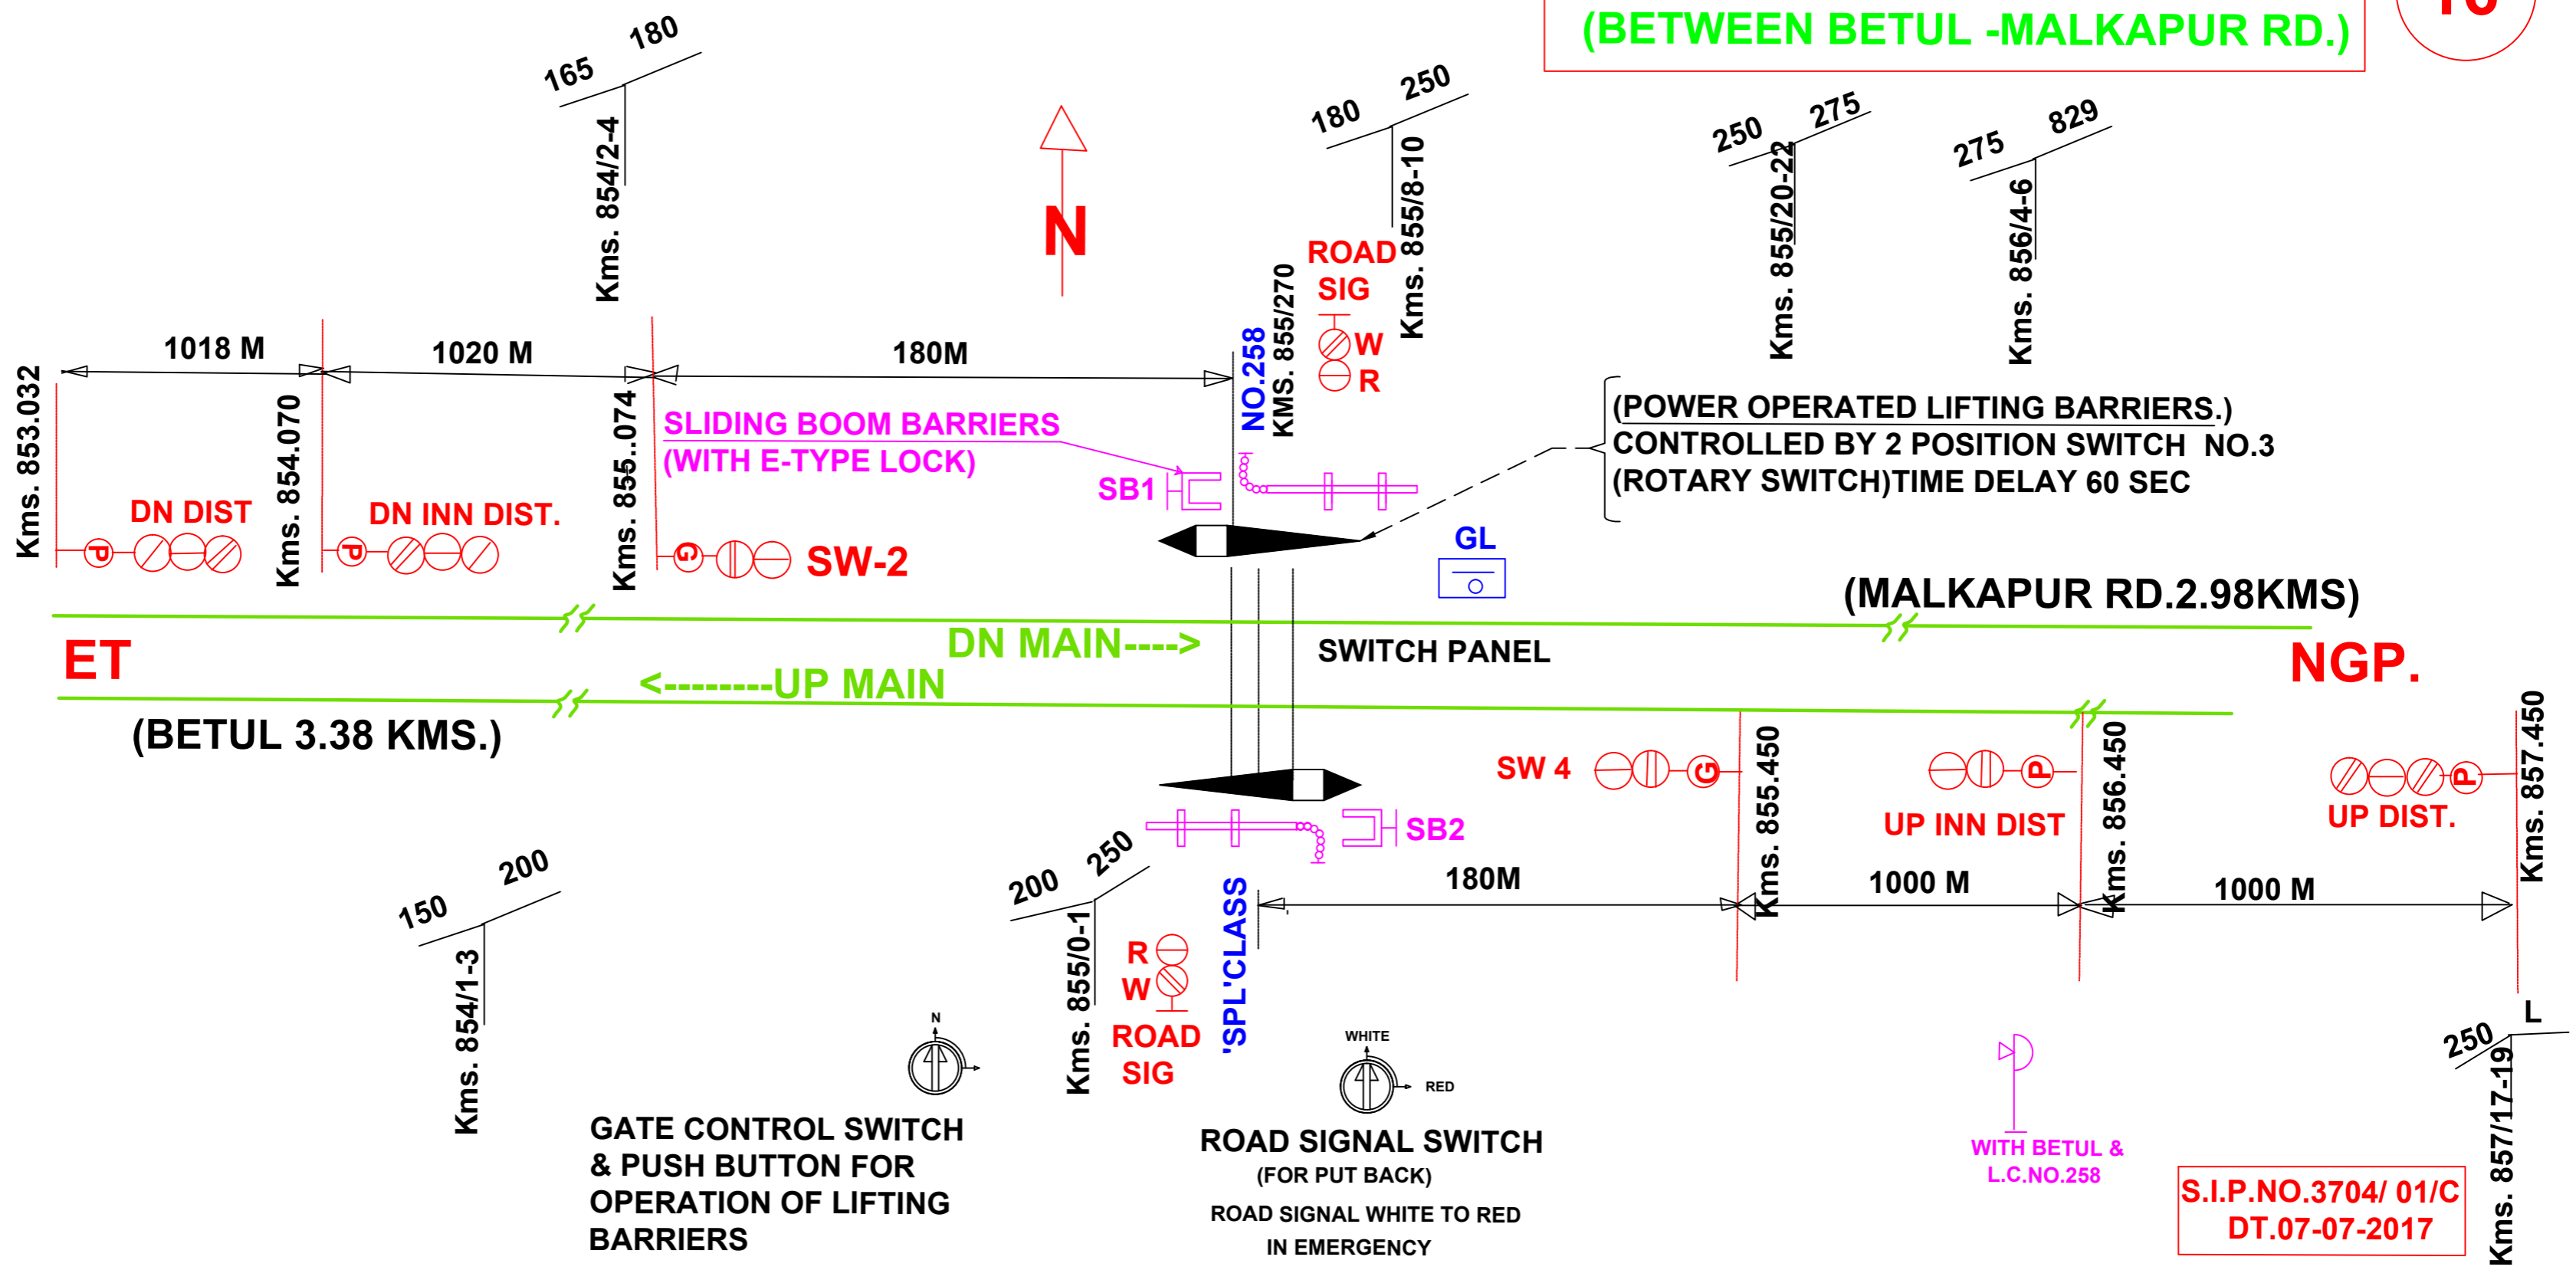 (BETWEEN BETUL -MALKAPUR RD.)
165 180
Kms. 854/2-4
N
180 250
Kms. 855/8-10
250 275
Kms. 855/20-22
275 829
Kms. 856/4-6
ROAD
SIG
W
R
NO.258
KMS. 855/270
1018 M
1020 M
180M
Kms. 853.032
Kms. 854.070
Kms. 855..074
SLIDING BOOM BARRIERS
(WITH E-TYPE LOCK)
SB1
(POWER OPERATED LIFTING BARRIERS.)
CONTROLLED BY 2 POSITION SWITCH NO.3
(ROTARY SWITCH)TIME DELAY 60 SEC
DN DIST
P
DN INN DIST.
P
G
SW-2
GL
(MALKAPUR RD.2.98KMS)
ET
DN MAIN---->
SWITCH PANEL
NGP.
<--------UP MAIN
(BETUL 3.38 KMS.)
SW 4
G
Kms. 855.450
P
UP INN DIST
Kms. 856.450
P
UP DIST.
Kms. 857.450
SB2
180M
1000 M
1000 M
150 200
Kms. 854/1-3
200 250
Kms. 855/0-1
R
W
ROAD
SIG
'SPL'CLASS
N
GATE CONTROL SWITCH
& PUSH BUTTON FOR
OPERATION OF LIFTING
BARRIERS
WHITE
RED
ROAD SIGNAL SWITCH
(FOR PUT BACK)
ROAD SIGNAL WHITE TO RED
IN EMERGENCY
WITH BETUL &
L.C.NO.258
250 L
Kms. 857/17-19
S.I.P.NO.3704/ 01/C
DT.07-07-2017